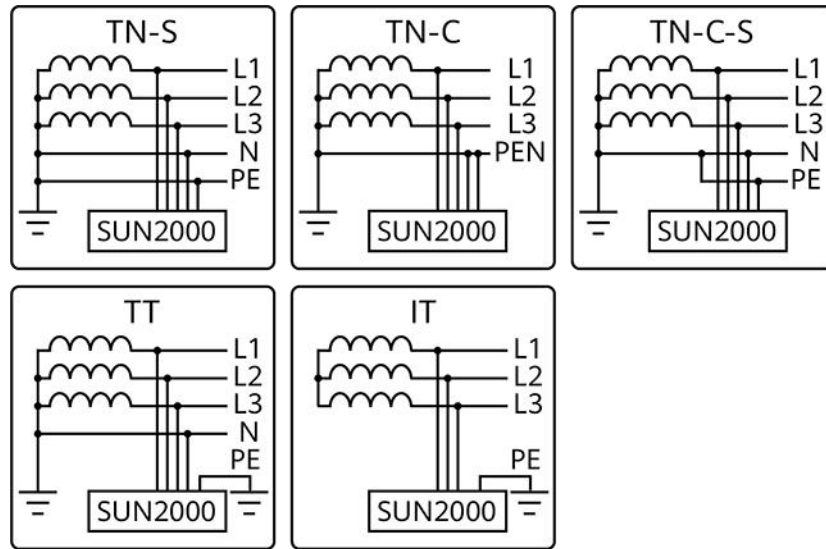 TN-S
L1
L2
L3
N
PE
SUN2000
TN-C
L1
L2
L3
PEN
SUN2000
TN-C-S
L1
L2
L3
N
PE
SUN2000
TT
L1
L2
L3
N
PE
SUN2000
IT
L1
L2
L3
PE
SUN2000